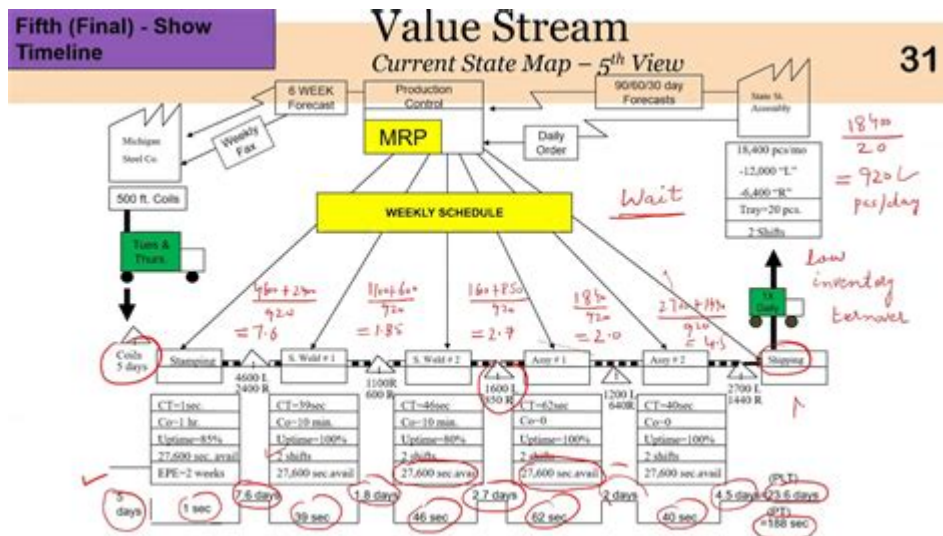 Fifth (Final) - Show
Timeline
Value Stream
Current State Map – 5th View
31
6 WEEK
Forecast
Production
Control
90/60/30 day
Forecasts
State St.
Assembly
Michigan
Steel Co.
Weekly
Fax
MRP
Daily
Order
18,400 pcs/mo
-12,000 "L"
-6,400 "R"
Tray=20 pcs.
2 Shifts
18400
20
= 920
pcs/day
500 ft. Coils
WEEKLY SCHEDULE
Wait
Tues &
Thurs.
1X
Daily
low
inventory
ternover
4600 + 2400
920
= 7.6
1100+600
920
= 1.85
1600+850
920
= 2.7
1840
920
= 2.0
2700 + 1440
920
= 4.5
Coils
5 days
Stamping
4600 L
2400 R
S. Weld # 1
1100R
600 R
S. Weld # 2
1600 L
850 R
Assy # 1
1200 L
640R
Assy # 2
2700 L
1440 R
Shipping
CT=1sec.
Co=1 hr.
Uptime=85%
27,600 sec.avail
EPE=2 weeks
CT=39sec
Co=10 min.
Uptime=100%
2 shifts
27,600 sec.avail
CT=46sec
Co=10 min.
Uptime=80%
2 shifts
27,600 sec.avail
CT=62sec
Co=0
Uptime=100%
2 shifts
27,600 sec.avail
CT=40sec
Co=0
Uptime=100%
2 shifts
27,600 sec.avail
5
days
1 sec
7.6 days
39 sec
1.8 days
46 sec
2.7 days
62 sec
2 days
40 sec
4.5 days
(PLT)
=23.6 days
(PT)
=188 sec